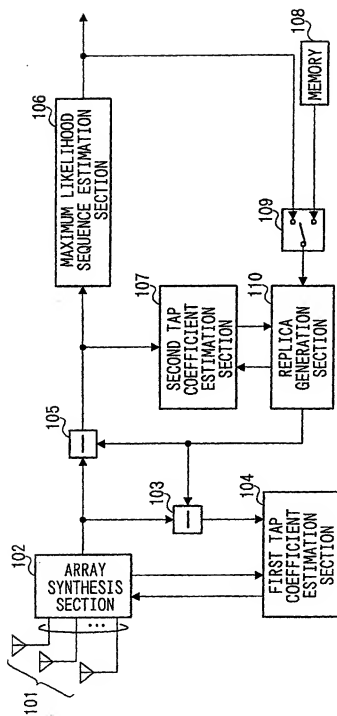 101
102
ARRAY
SYNTHESIS
SECTION
103
104
FIRST TAP
COEFFICIENT
ESTIMATION
SECTION
105
106
MAXIMUM LIKELIHOOD
SEQUENCE ESTIMATION
SECTION
107
SECOND TAP
COEFFICIENT
ESTIMATION
SECTION
110
REPLICA
GENERATION
SECTION
109
108
MEMORY